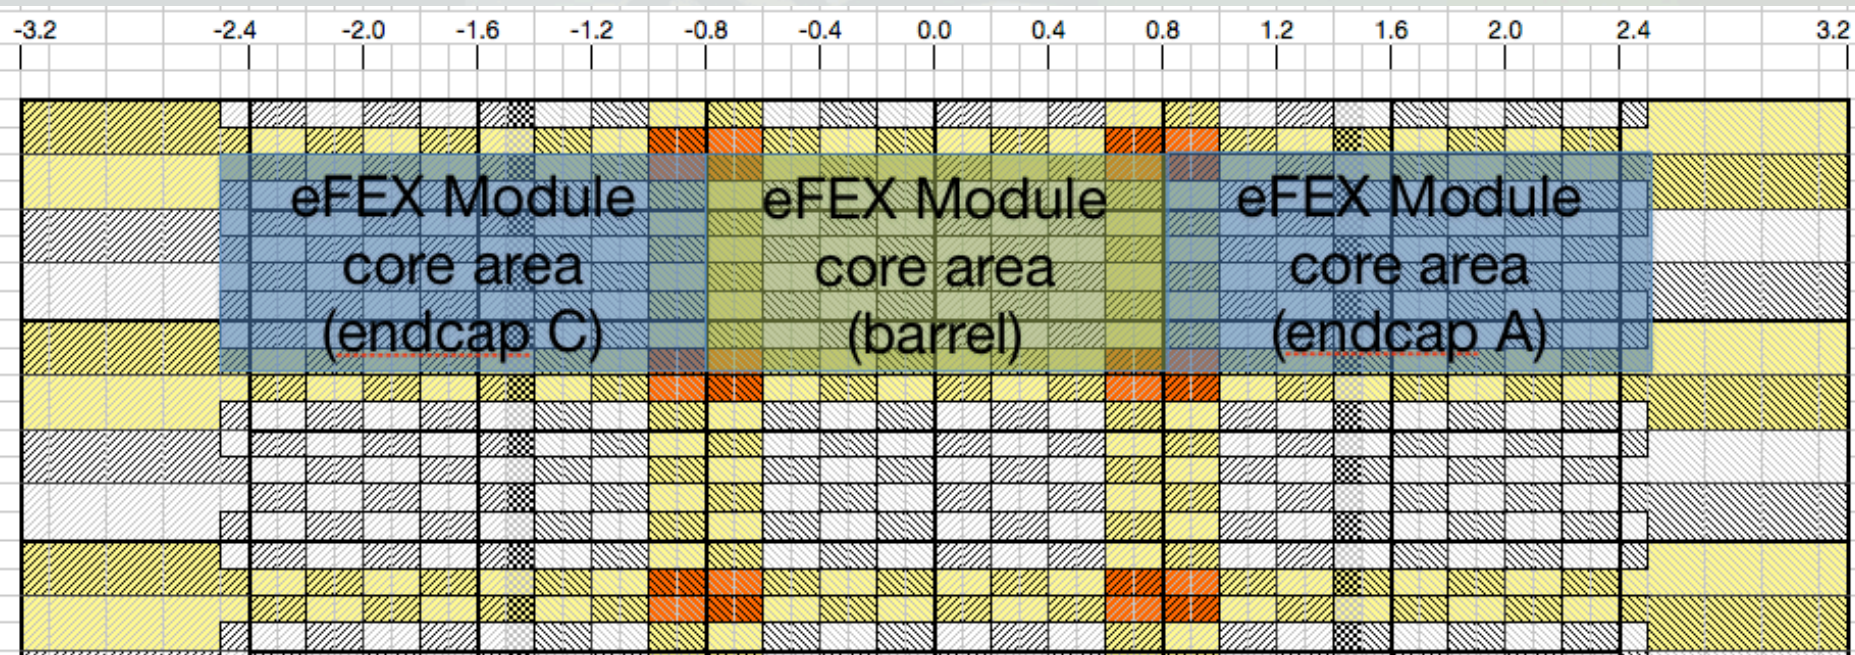 -3.2 -2.4 -2.0 -1.6 -1.2 -0.8 -0.4 0.0 0.4 0.8 1.2 1.6 2.0 2.4 3.2
eFEX Module
core area
(endcap C)
eFEX Module
core area
(barrel)
eFEX Module
core area
(endcap A)